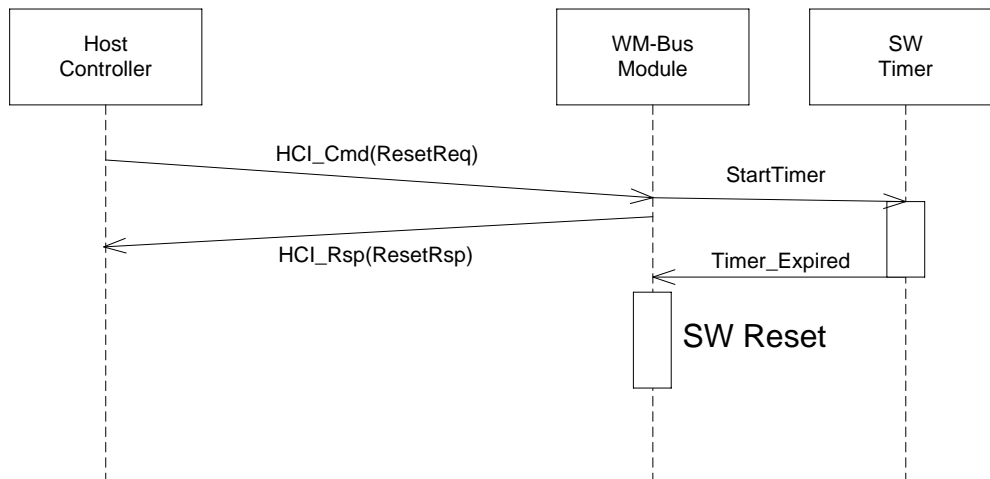 Host
Controller
WM-Bus
Module
SW
Timer
HCI_Cmd(ResetReq)
StartTimer
HCI_Rsp(ResetRsp)
Timer_Expired
SW Reset